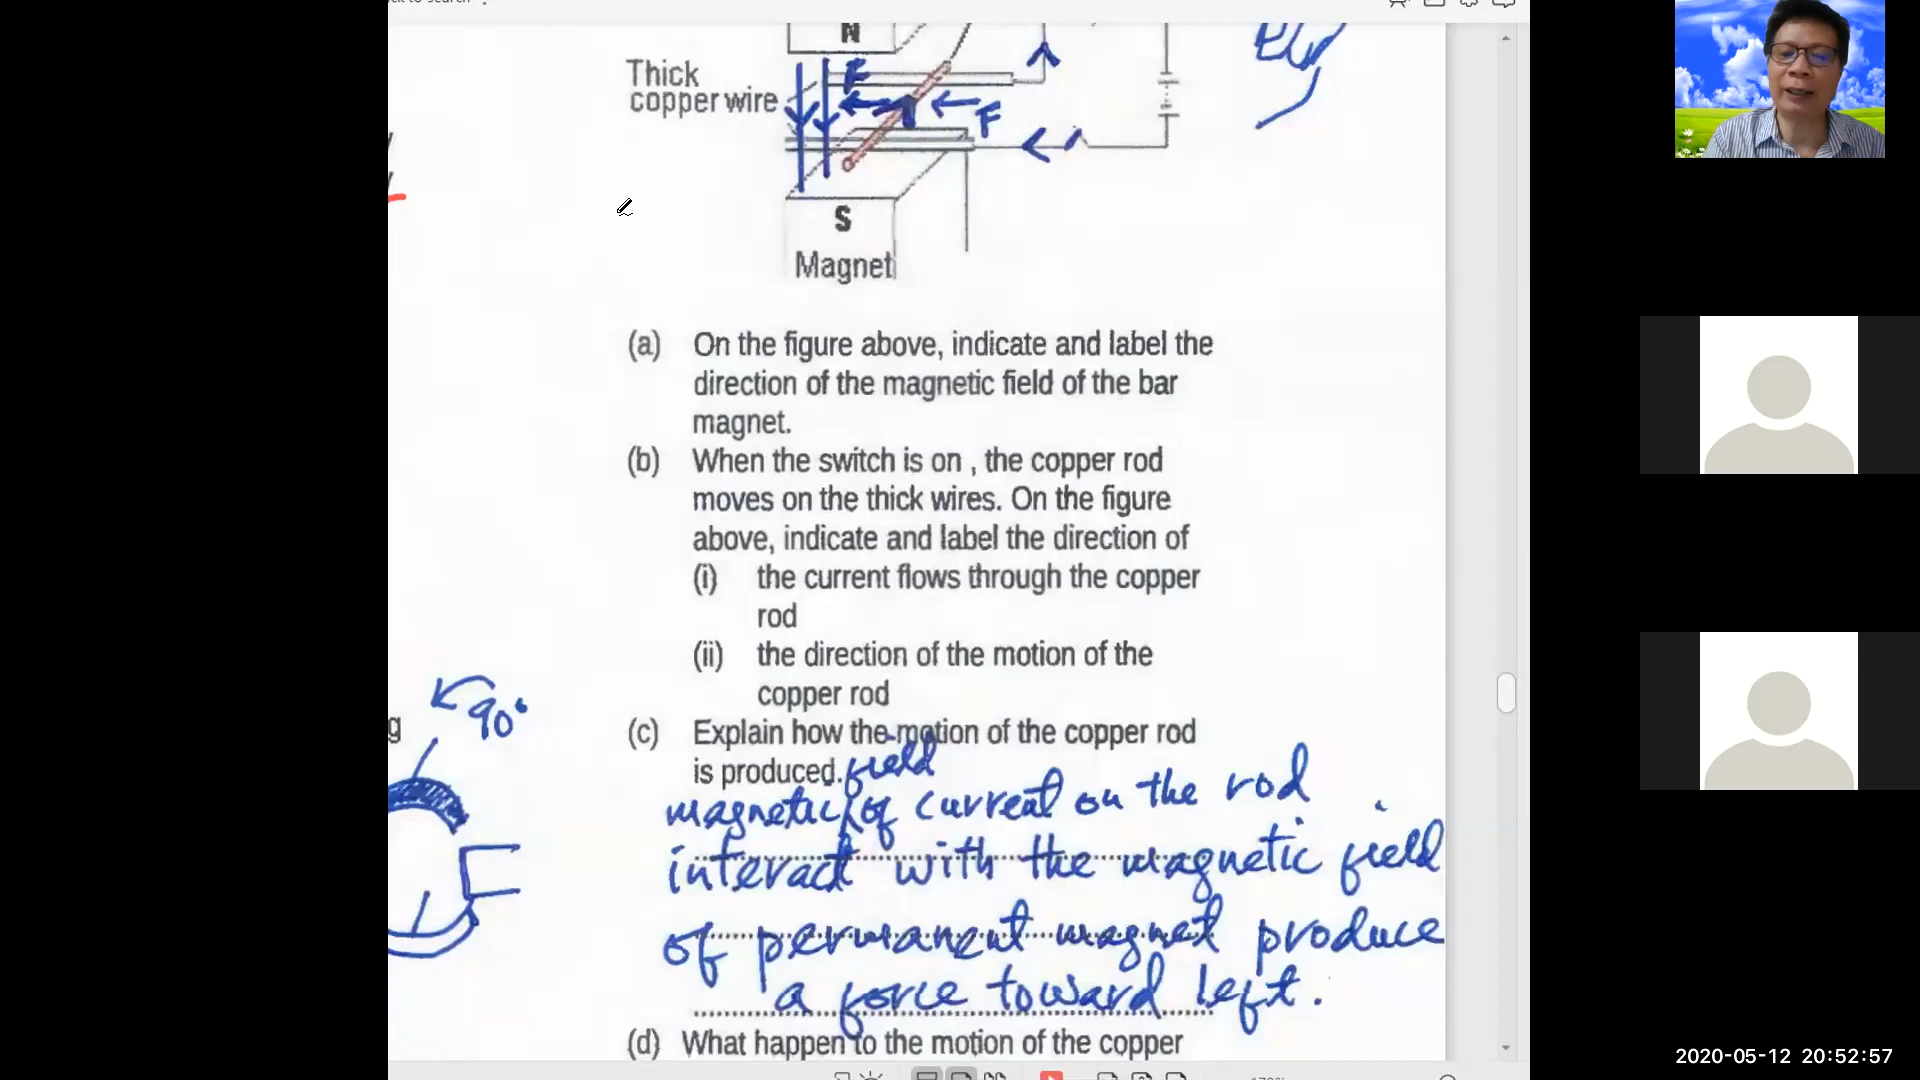 N
Thick
copper wire
F
F
S
Magnet
(a) On the figure above, indicate and label the
direction of the magnetic field of the bar
magnet.
(b) When the switch is on , the copper rod
moves on the thick wires. On the figure
above, indicate and label the direction of
(i) the current flows through the copper
rod
(ii) the direction of the motion of the
copper rod
(c) Explain how the motion of the copper rod
is produced.
field
magnetic of current on the rod
interact with the magnetic field
of permanent magnet produce
a force toward left.
(d) What happen to the motion of the copper
g
90°
2020-05-12 20:52:57